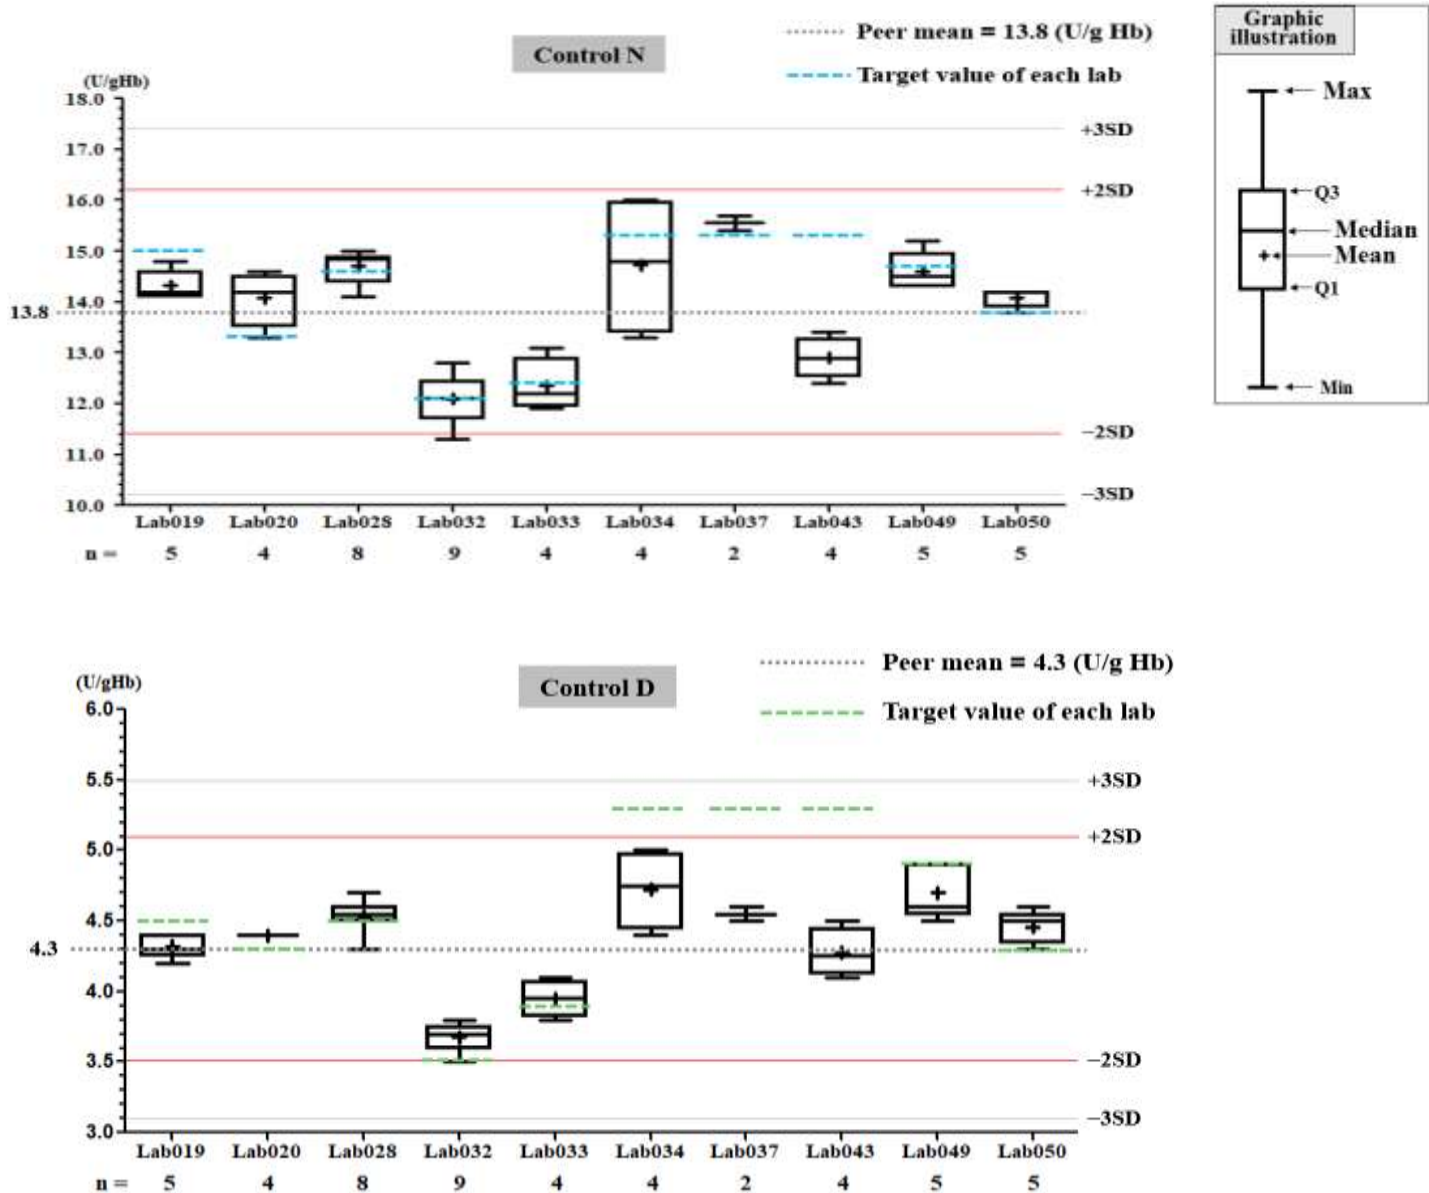 Control N
Peer mean = 13.8 (U/g Hb)
Target value of each lab
(U/gHb)
18.0
17.0
16.0
15.0
14.0
13.8
13.0
12.0
11.0
10.0
+3SD
+2SD
−2SD
−3SD
Lab019 Lab020 Lab028 Lab032 Lab033 Lab034 Lab037 Lab043 Lab049 Lab050
n = 5 4 8 9 4 4 2 4 5 5
Graphic
illustration
Max
Q3
Median
Mean
Q1
Min
Control D
Peer mean = 4.3 (U/g Hb)
Target value of each lab
(U/gHb)
6.0
5.5
5.0
4.5
4.3
4.0
3.5
3.0
+3SD
+2SD
−2SD
−3SD
Lab019 Lab020 Lab028 Lab032 Lab033 Lab034 Lab037 Lab043 Lab049 Lab050
n = 5 4 8 9 4 4 2 4 5 5